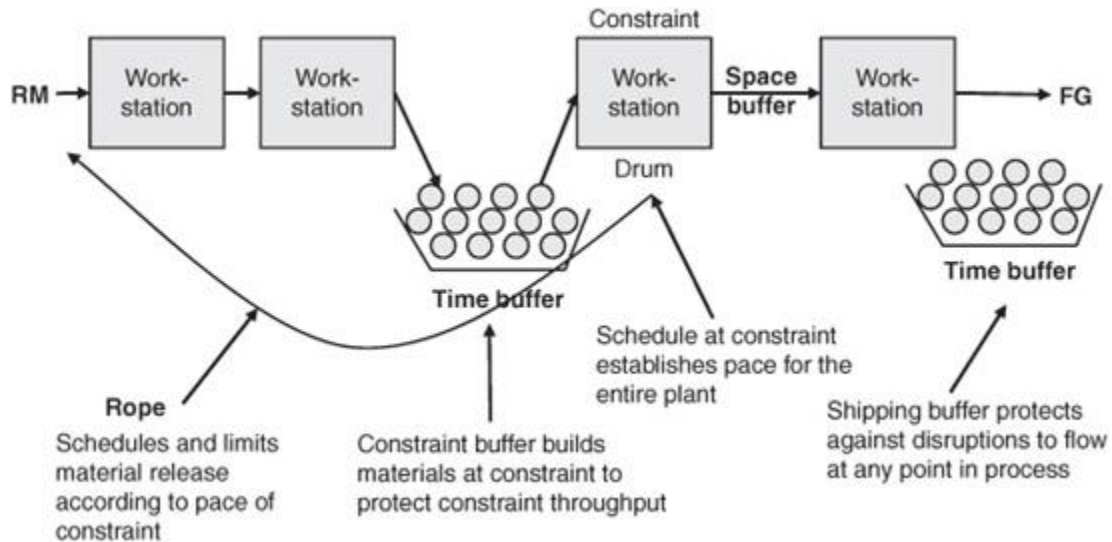 Constraint
RM
Work-
station
Work-
station
Work-
station
Space
buffer
Work-
station
FG
Drum
Time buffer
Time buffer
Rope
Schedules and limits
material release
according to pace of
constraint
Constraint buffer builds
materials at constraint to
protect constraint throughput
Schedule at constraint
establishes pace for the
entire plant
Shipping buffer protects
against disruptions to flow
at any point in process